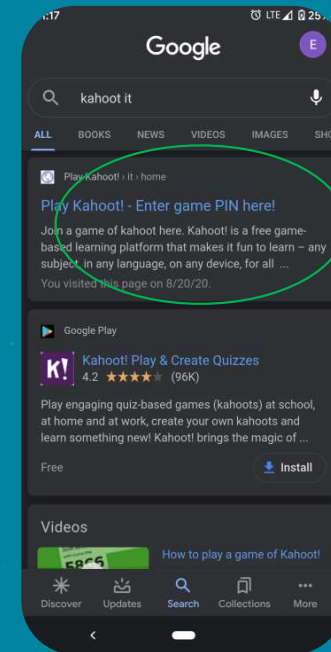 :17 LTE 25%
Google
E
kahoot it
ALL BOOKS NEWS VIDEOS IMAGES SHO
Play Kahoot! › it › home
Play Kahoot! - Enter game PIN here!
Join a game of kahoot here. Kahoot! is a free game-
based learning platform that makes it fun to learn – any
subject, in any language, on any device, for all ...
You visited this page on 8/20/20.
Google Play
K!
Kahoot! Play & Create Quizzes
4.2 ★★★★★ (96K)
Play engaging quiz-based games (kahoots) at school,
at home and at work, create your own kahoots and
learn something new! Kahoot! brings the magic of ...
Free Install
Videos
How to play a game of Kahoot!
Discover Updates Search Collections More